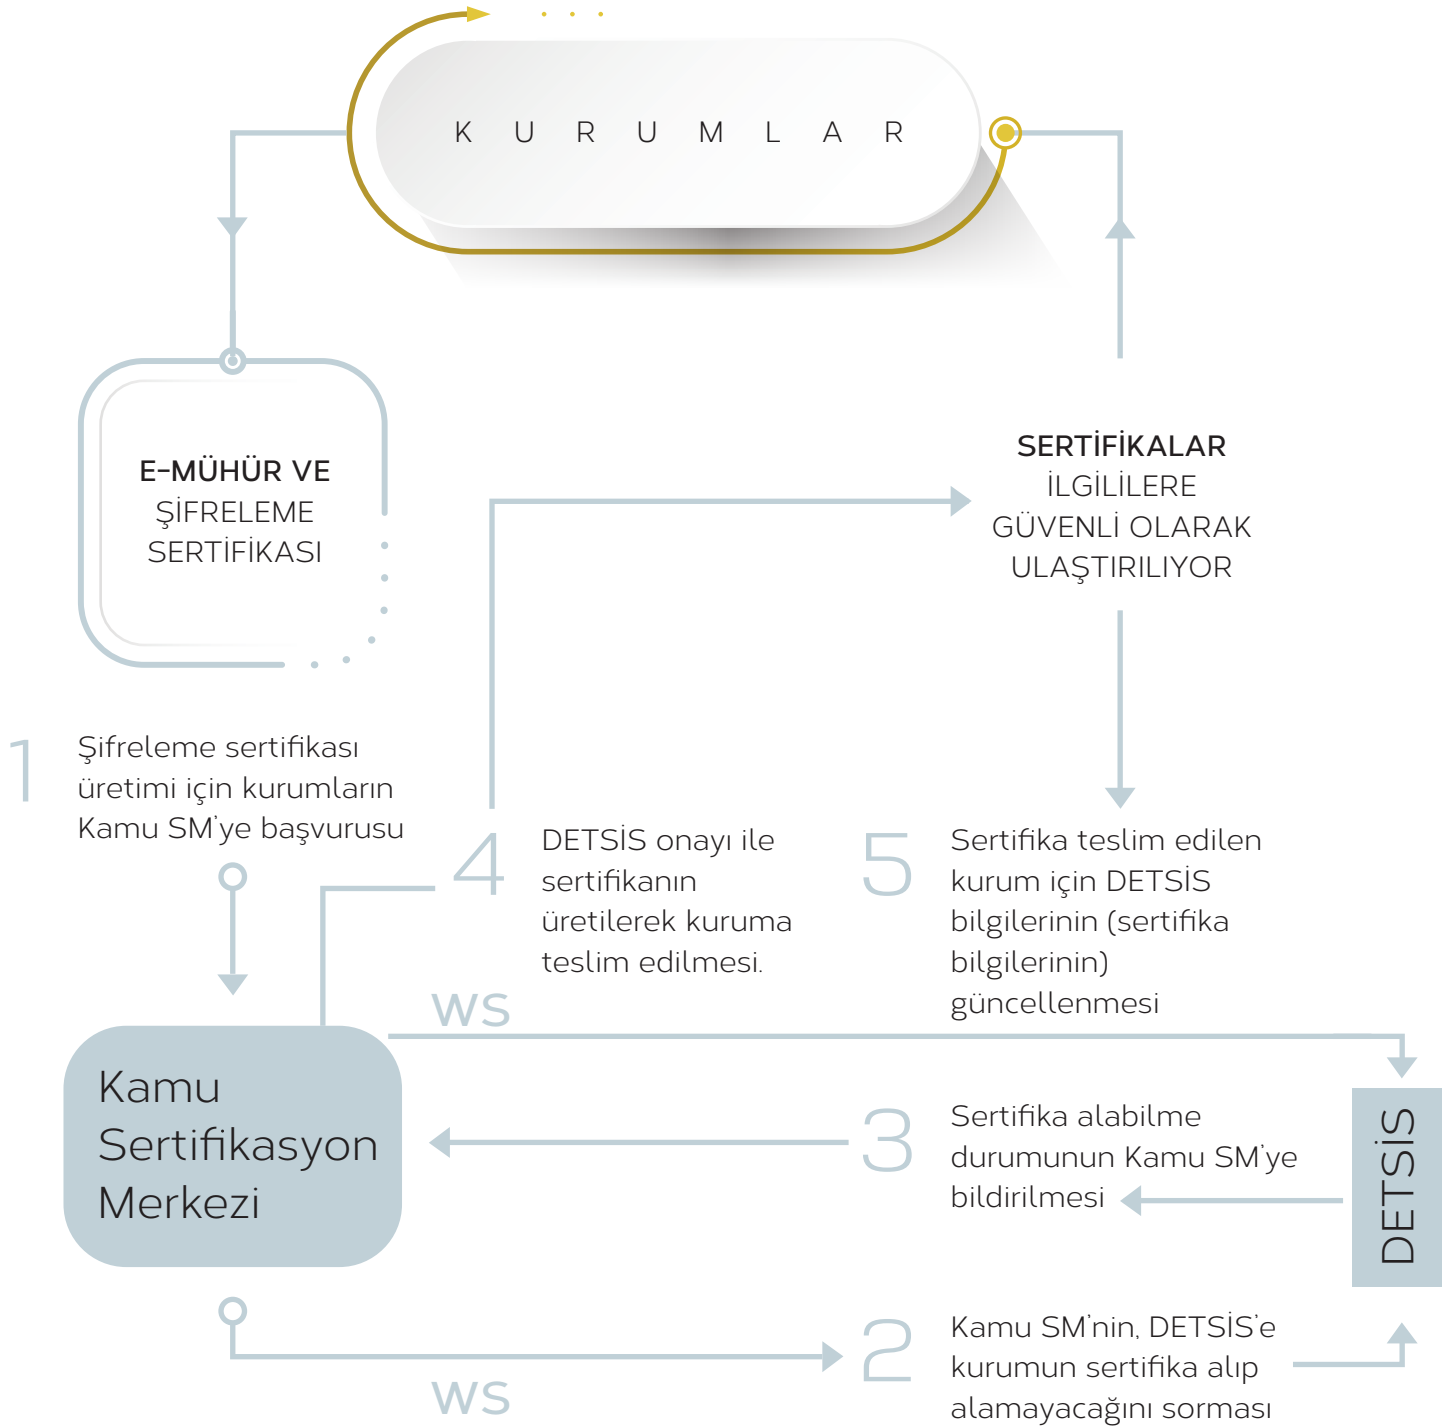 KURUMLAR
E-MÜHÜR VE
ŞİFRELEME
SERTİFİKASI
SERTİFİKALAR
İLGİLİLERE
GÜVENLİ OLARAK
ULAŞTIRILIYOR
1
Şifreleme sertifikası
üretimi için kurumların
Kamu SM'ye başvurusu
4
DETSİS onayı ile
sertifikanın
üretilerek kuruma
teslim edilmesi.
5
Sertifika teslim edilen
kurum için DETSİS
bilgilerinin (sertifika
bilgilerinin)
güncellenmesi
WS
Kamu
Sertifikasyon
Merkezi
3
Sertifika alabilme
durumunun Kamu SM'ye
bildirilmesi
DETSİS
2
Kamu SM'nin, DETSİS'e
kurumun sertifika alıp
alamayacağını sorması
WS